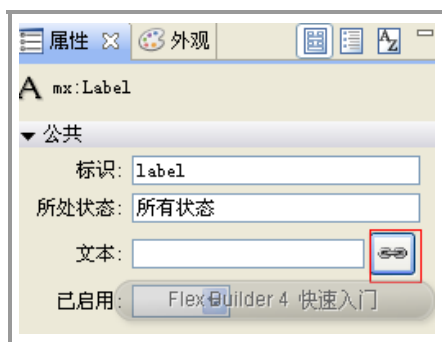 属性 外观
A mx:Label
公共
标识: label
所处状态: 所有状态
文本:
已启用:
Flex Builder 4 快速入门